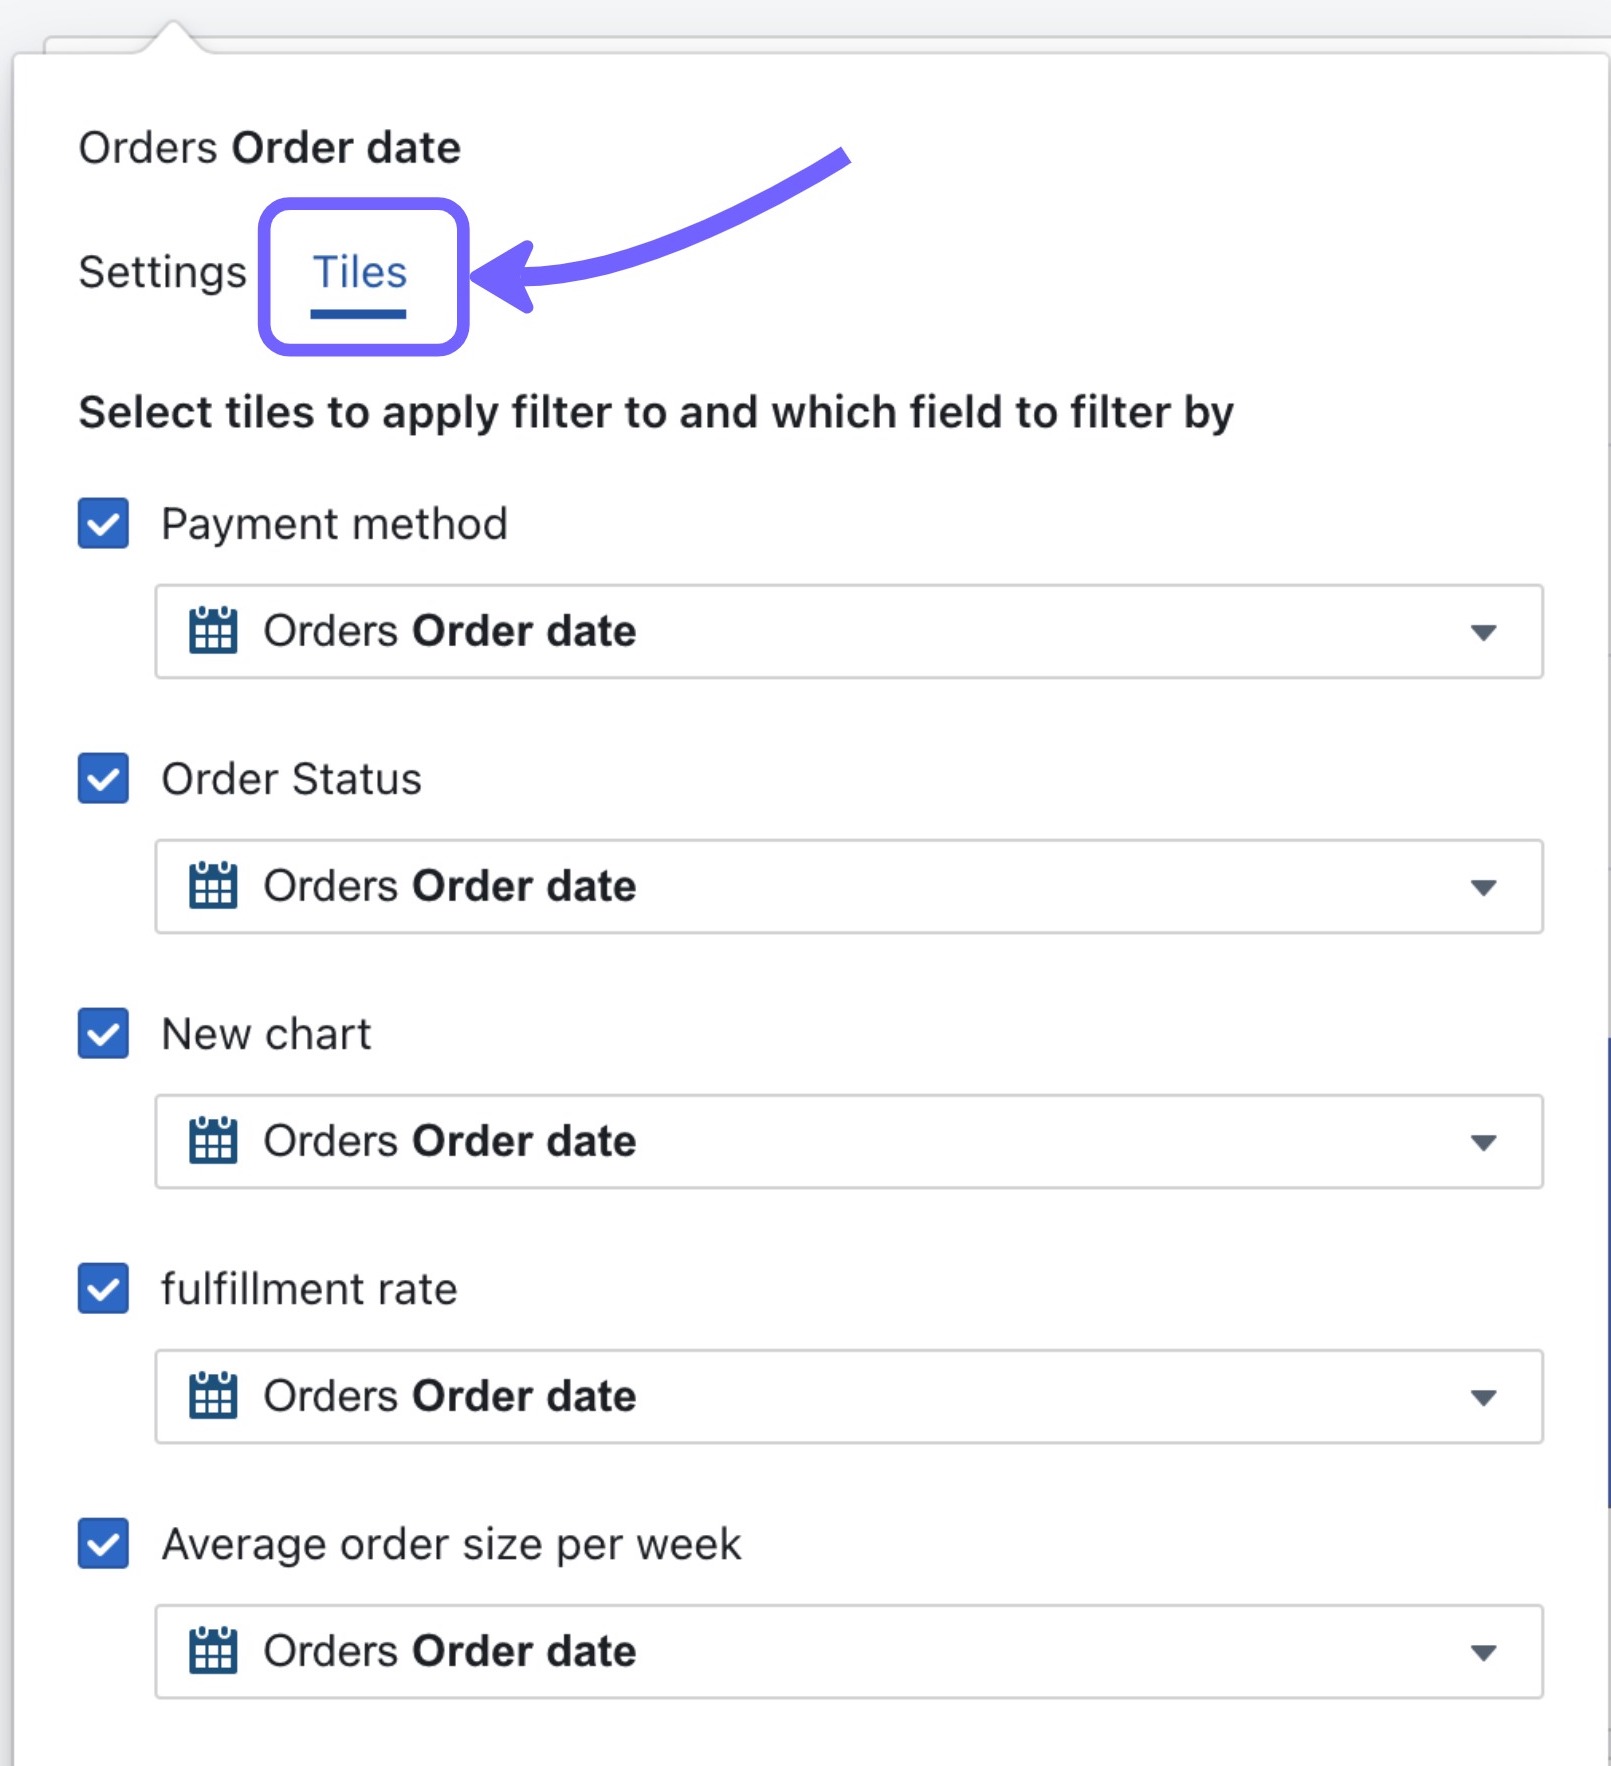 Orders Order date
Settings Tiles
Select tiles to apply filter to and which field to filter by
Payment method
Orders Order date
Order Status
Orders Order date
New chart
Orders Order date
fulfillment rate
Orders Order date
Average order size per week
Orders Order date